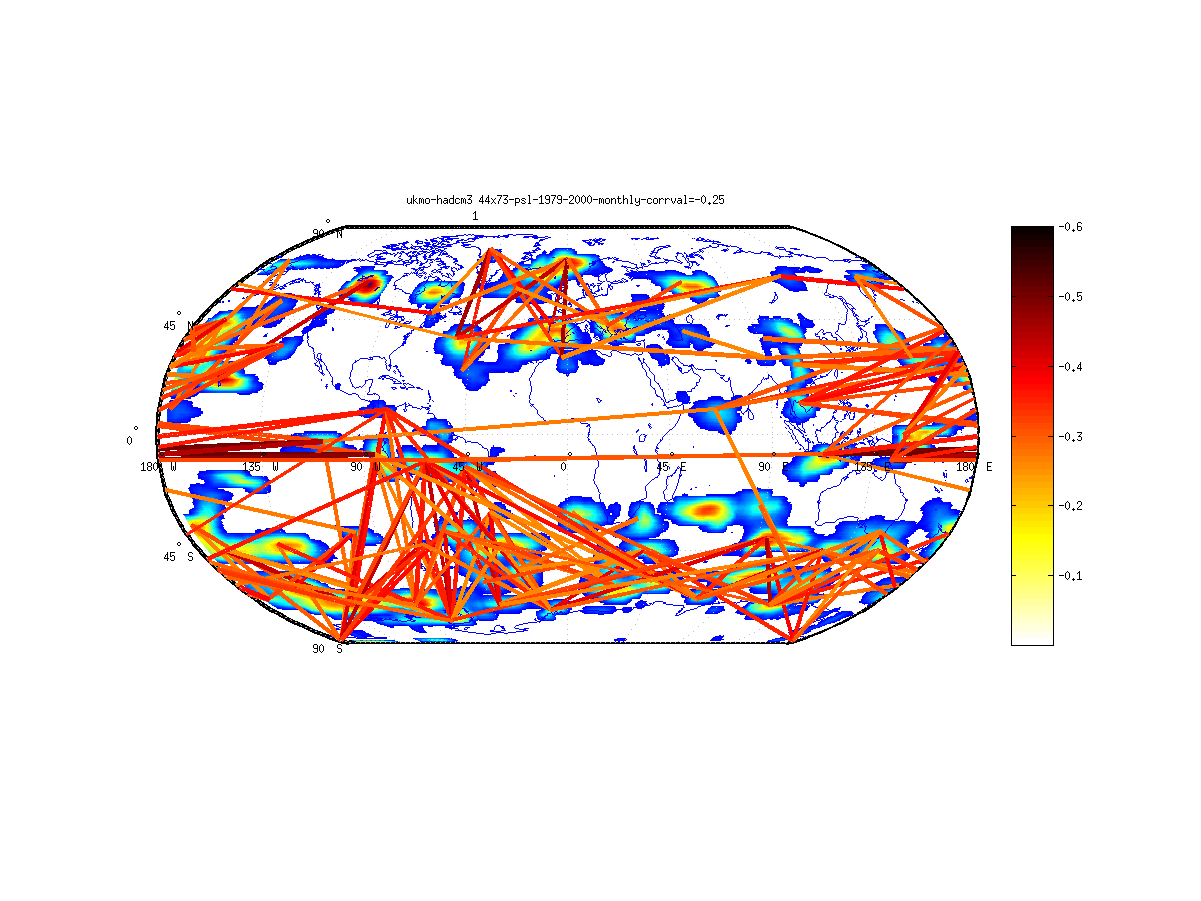 ukmo-hadcm3 44x73-psl-1979-2000-monthly-corrval=-0.25
1
90° N
45° N
0°
180° W 135° W 90° W 45° W 0° 45° E 90° E 135° E 180° E
45° S
90° S
-0.6
-0.5
-0.4
-0.3
-0.2
-0.1